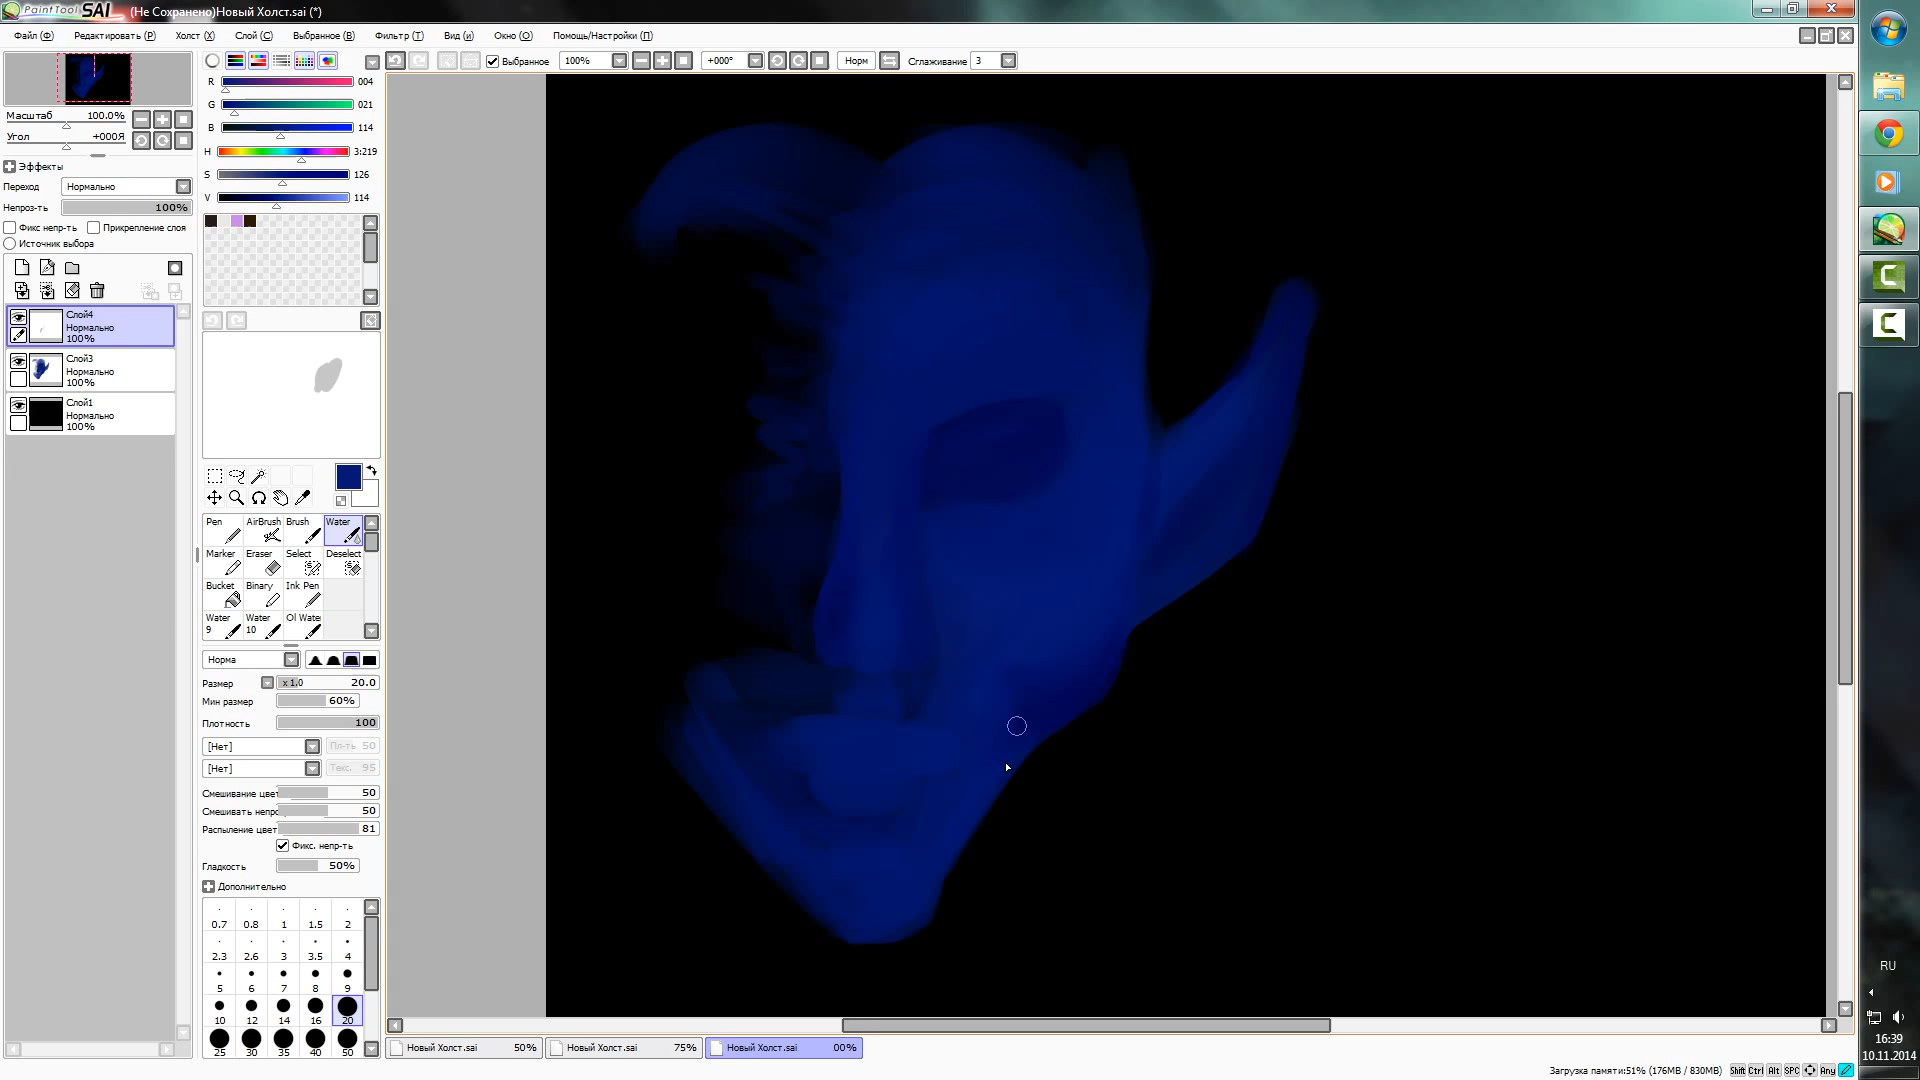 PaintTool SAI (Не Сохранено)Новый Холст.sai (*)
Файл (Ф) Редактировать (Р) Холст (Х) Слой (С) Выбранное (В) Фильтр (Т) Вид (и) Окно (О) Помощь/Настройки (П)
Выбранное 100% +000° Норм Сглаживание 3
R 004
G 021
B 114
H 3:219
S 126
V 114
Масштаб 100.0%
Угол +000Я
Эффекты
Переход Нормально
Непроз-ть 100%
Фикс непр-ть Прикрепление слоя
Источник выбора
Слой4
Нормально
100%
Слой3
Нормально
100%
Слой1
Нормально
100%
Pen AirBrush Brush Water
Marker Eraser Select Deselect
Bucket Binary Ink Pen
Water 9 Water 10 Ol Wate
Норма
Размер x 1.0 20.0
Мин размер 60%
Плотность 100
[Нет] Пл-ть 50
[Нет] Текс. 95
Смешивание цвет 50
Смешивать непро 50
Распыление цвет 81
Фикс. непр-ть
Гладкость 50%
Дополнительно
0.7 0.8 1 1.5 2
2.3 2.6 3 3.5 4
5 6 7 8 9
10 12 14 16 20
25 30 35 40 50
Новый Холст.sai 50% Новый Холст.sai 75% Новый Холст.sai 00%
Загрузка памяти:51% (176MB / 830MB) Shift Ctrl Alt SPC Any
RU
16:39
10.11.2014